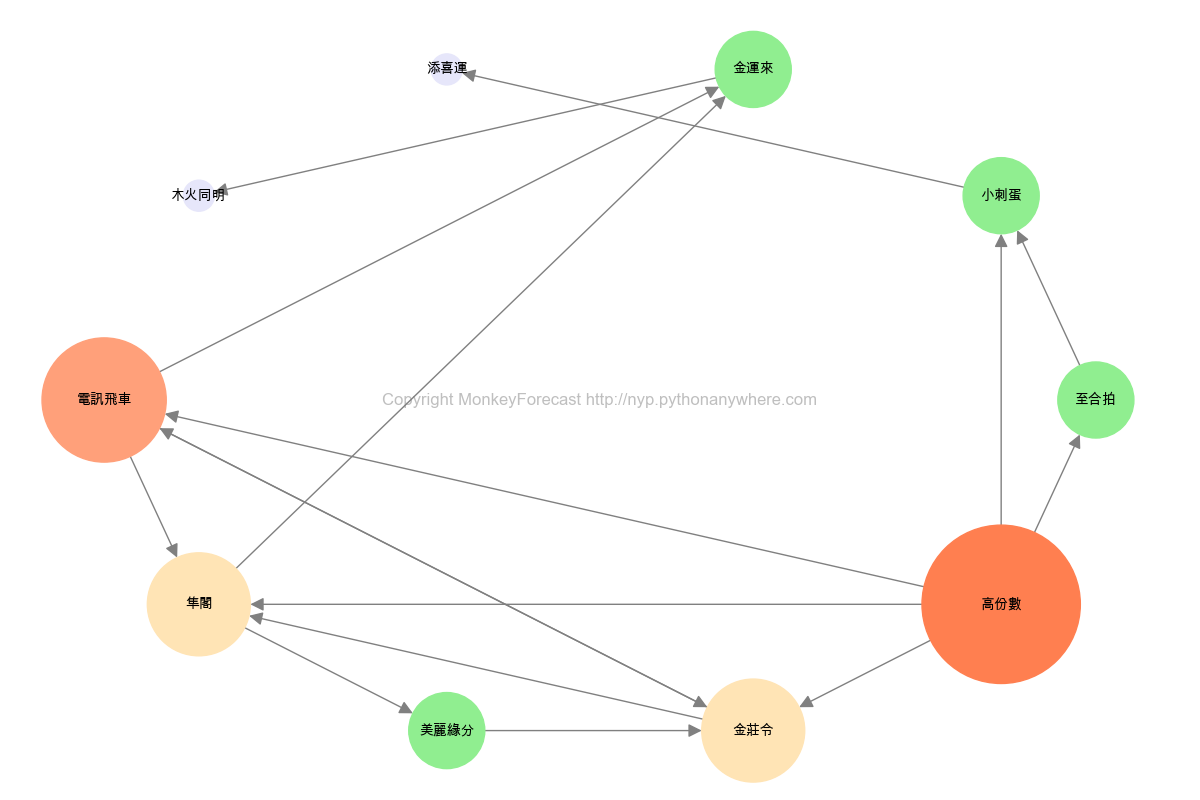 金運來
添喜運
小刺蛋
木火同明
電訊飛車
Copyright MonkeyForecast http://nyp.pythonanywhere.com
至合拍
隼閣
高份數
美麗緣分
金莊令